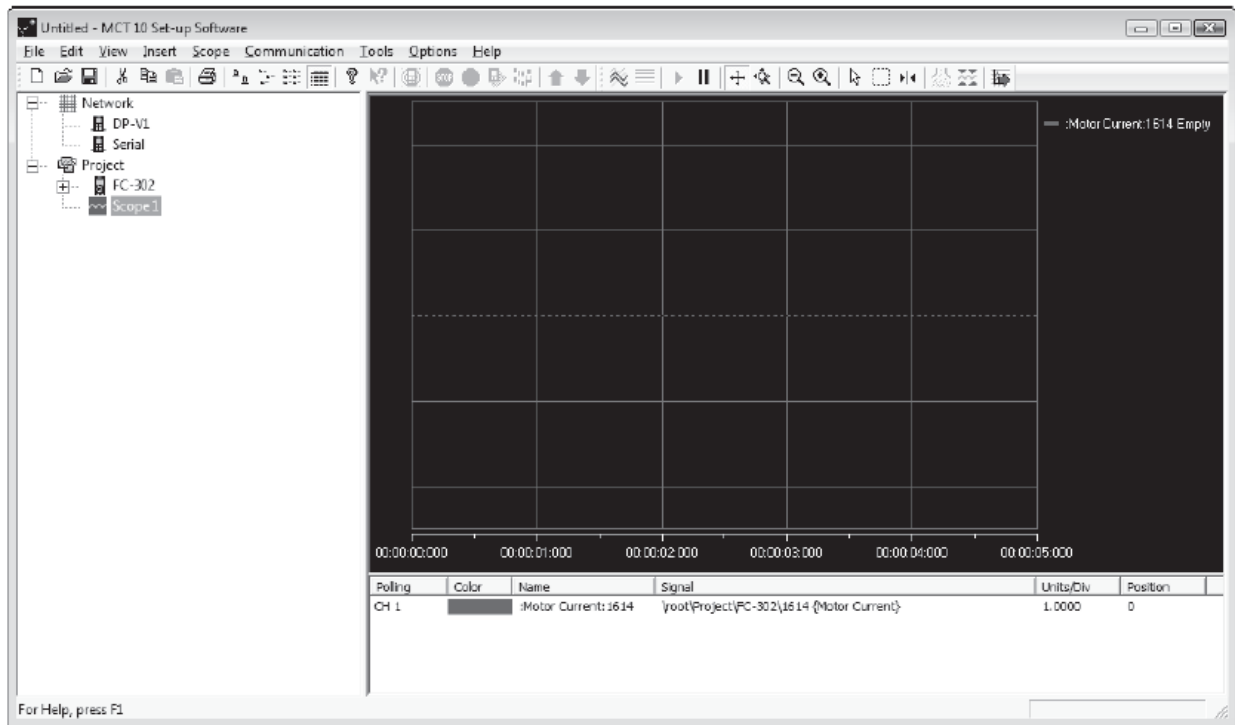 Untitled - MCT 10 Set-up Software
File Edit View Insert Scope Communication Tools Options Help
Network
DP-V1
Serial
Project
FC-302
Scope1
:Motor Current:1614 Empty
00:00:00:000 00:00:01:000 00:00:02:000 00:00:03:000 00:00:04:000 00:00:05:000
Polling Color Name Signal Units/Div Position
CH 1 :Motor Current:1614 \root\Project\FC-302\1614 {Motor Current} 1.0000 0
For Help, press F1